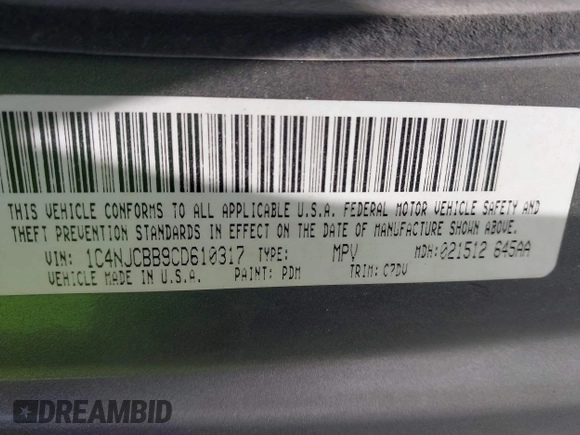 THIS VEHICLE CONFORMS TO ALL APPLICABLE U.S.A. FEDERAL MOTOR VEHICLE SAFETY AND
THEFT PREVENTION STANDARDS IN EFFECT ON THE DATE OF MANUFACTURE SHOWN ABOVE.
VIN: 1C4NJCBB9CD610317 TYPE: MPV MDH:021512 645AA
VEHICLE MADE IN U.S.A. PAINT: PDM TRIM: C7DV
DREAMBID